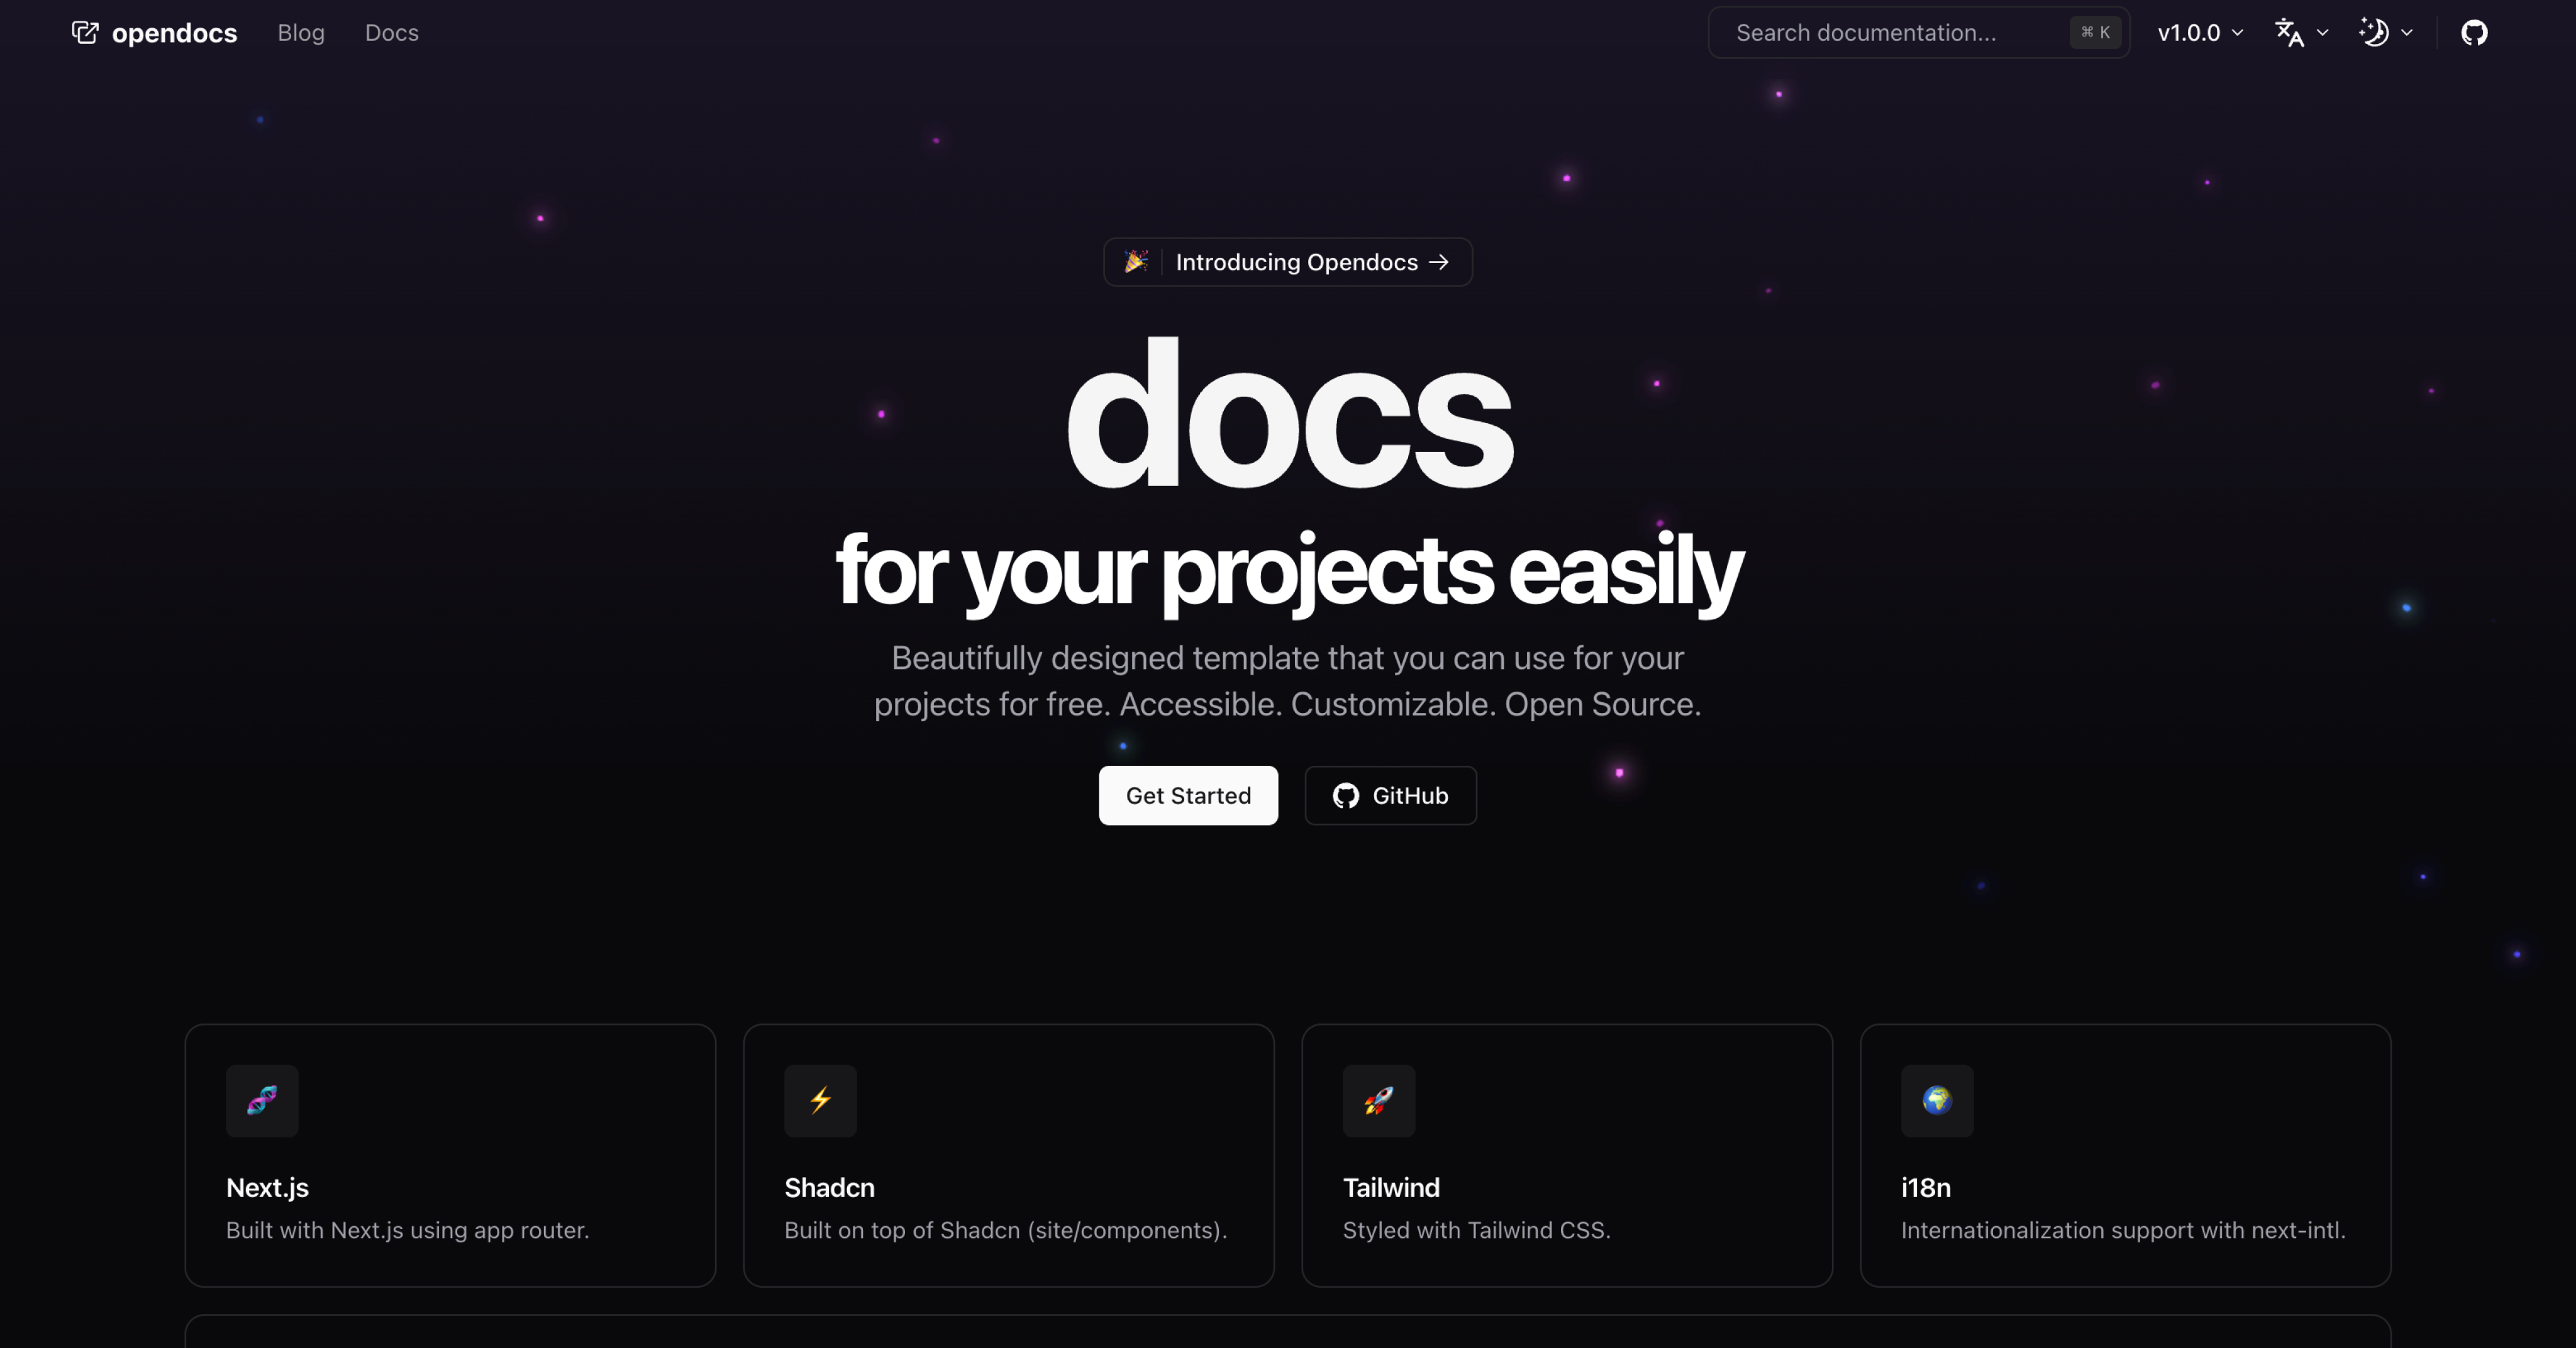 opendocs
Blog
Docs
Search documentation...
⌘ K
v1.0.0
Introducing Opendocs →
docs
for your projects easily
Beautifully designed template that you can use for your
projects for free. Accessible. Customizable. Open Source.
Get Started
GitHub
Next.js
Built with Next.js using app router.
Shadcn
Built on top of Shadcn (site/components).
Tailwind
Styled with Tailwind CSS.
i18n
Internationalization support with next-intl.